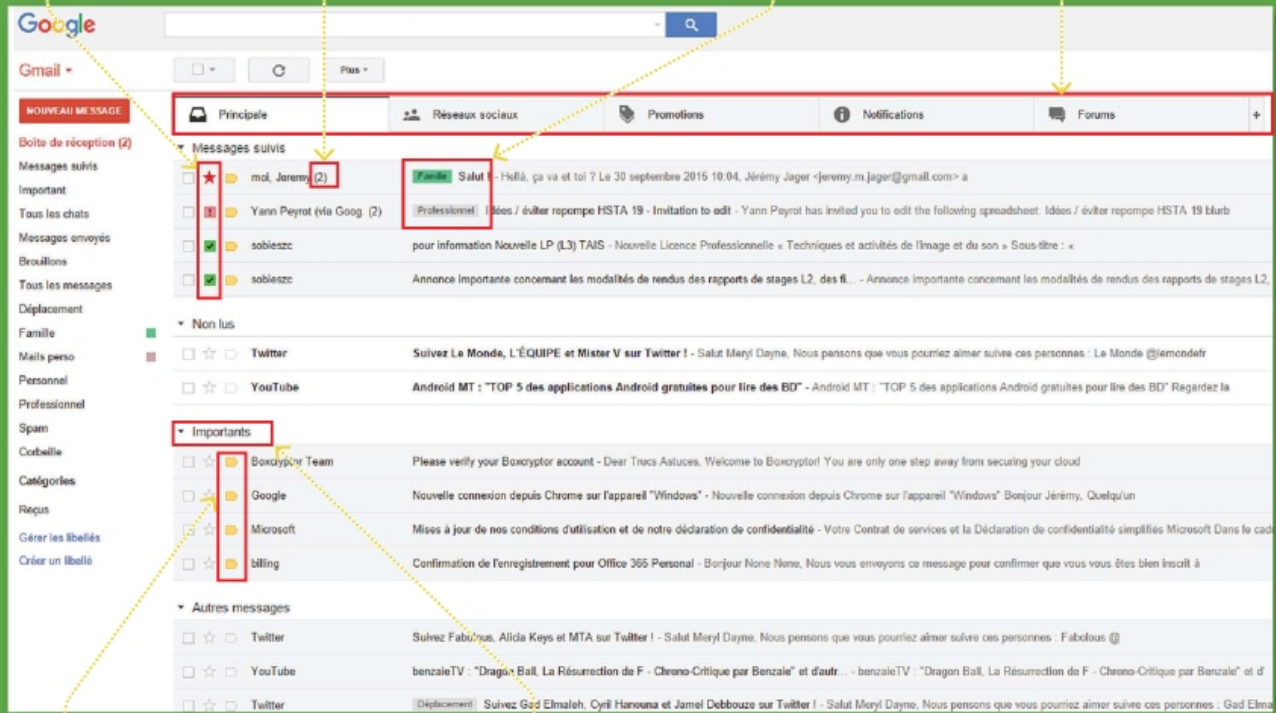 Google
Gmail
Plus
NOUVEAU MESSAGE
Boîte de réception (2)
Messages suivis
Important
Tous les chats
Messages envoyés
Brouillons
Tous les messages
Déplacement
Famille
Mails perso
Personnel
Professionnel
Spam
Corbeille
Catégories
Reçus
Gérer les libellés
Créer un libellé
Principale Réseaux sociaux Promotions Notifications Forums +
Messages suivis
moi, Jeremy (2) Famille Salut ! - Hellà, ça va et toi ? Le 30 septembre 2015 10:04, Jérémy Jager <jeremy.m.jager@gmail.com> a
Yann Peyrot (via Goog. (2) Professionnel Idées / éviter repompe HSTA 19 - Invitation to edit - Yann Peyrot has invited you to edit the following spreadsheet: Idées / éviter repompe HSTA 19 blurb
sobieszc pour information Nouvelle LP (L3) TAIS - Nouvelle Licence Professionnelle « Techniques et activités de l'image et du son » Sous-titre : «
sobieszc Annonce importante concernant les modalités de rendus des rapports de stages L2, des fi... - Annonce importante concernant les modalités de rendus des rapports de stages L2,
Non lus
Twitter Suivez Le Monde, L'ÉQUIPE et Mister V sur Twitter ! - Salut Meryl Dayne, Nous pensons que vous pourriez aimer suivre ces personnes : Le Monde @lemondefr
YouTube Android MT : "TOP 5 des applications Android gratuites pour lire des BD" - Android MT : "TOP 5 des applications Android gratuites pour lire des BD" Regardez la
Importants
Boxcryptor Team Please verify your Boxcryptor account - Dear Trucs Astuces, Welcome to Boxcryptor! You are only one step away from securing your cloud
Google Nouvelle connexion depuis Chrome sur l'appareil "Windows" - Nouvelle connexion depuis Chrome sur l'appareil "Windows" Bonjour Jérémy, Quelqu'un
Microsoft Mises à jour de nos conditions d'utilisation et de notre déclaration de confidentialité - Votre Contrat de services et la Déclaration de confidentialité simplifiés Microsoft Dans le cad
billing Confirmation de l'enregistrement pour Office 365 Personal - Bonjour None None, Nous vous envoyons ce message pour confirmer que vous vous êtes bien inscrit à
Autres messages
Twitter Suivez Fabolous, Alicia Keys et MTA sur Twitter ! - Salut Meryl Dayne, Nous pensons que vous pourriez aimer suivre ces personnes : Fabolous @
YouTube benzaieTV : "Dragon Ball, La Résurrection de F - Chrono-Critique par Benzaie" et d'autr... - benzaieTV : "Dragon Ball, La Résurrection de F - Chrono-Critique par Benzaie" et d'
Twitter Déplacement Suivez Gad Elmaleh, Cyril Hanouna et Jamel Debbouze sur Twitter ! - Salut Meryl Dayne, Nous pensons que vous pourriez aimer suivre ces personnes : Gad Elma